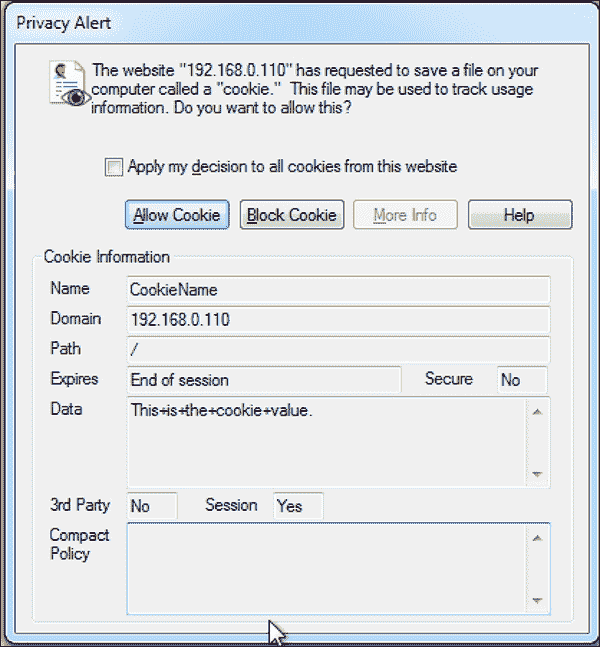 Privacy Alert
The website "192.168.0.110" has requested to save a file on your
computer called a "cookie." This file may be used to track usage
information. Do you want to allow this?
Apply my decision to all cookies from this website
Allow Cookie Block Cookie More Info Help
Cookie Information
Name CookieName
Domain 192.168.0.110
Path /
Expires End of session Secure No
Data This+is+the+cookie+value.
3rd Party No Session Yes
Compact
Policy